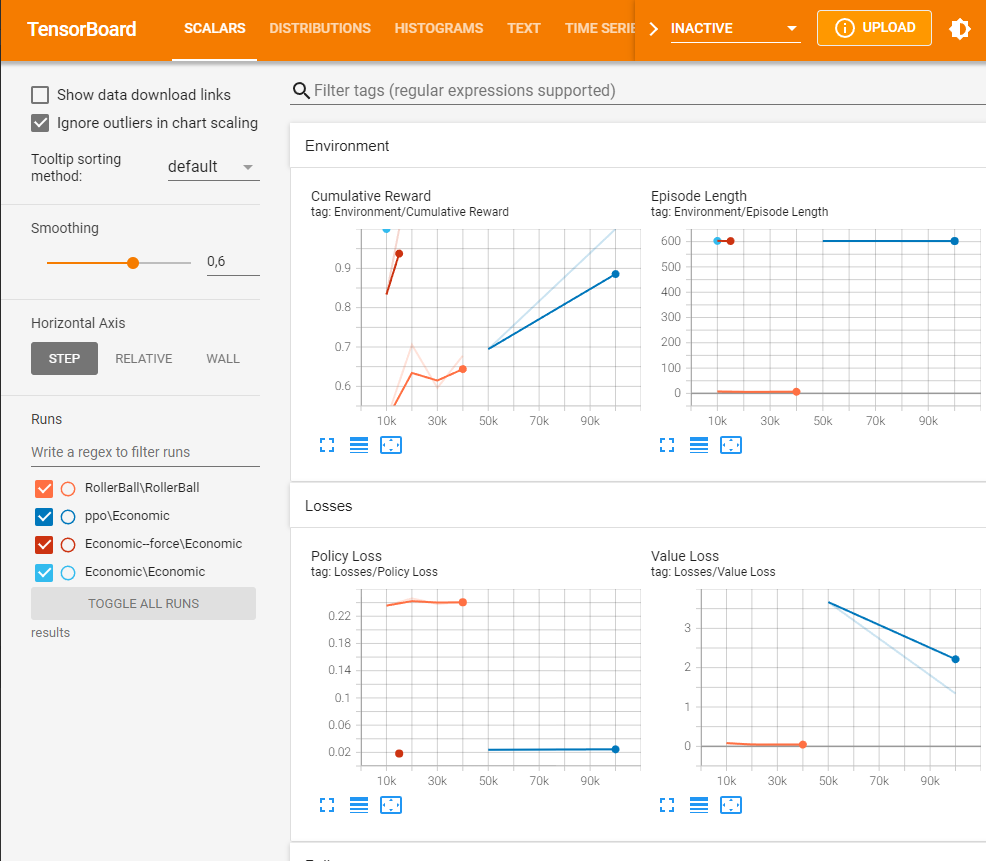 TensorBoard
SCALARS DISTRIBUTIONS HISTOGRAMS TEXT TIME SERIE INACTIVE UPLOAD
Show data download links
Ignore outliers in chart scaling
Tooltip sorting
method:
default
Smoothing
0,6
Horizontal Axis
STEP RELATIVE WALL
Runs
Write a regex to filter runs
RollerBall\RollerBall
ppo\Economic
Economic--force\Economic
Economic\Economic
TOGGLE ALL RUNS
results
Filter tags (regular expressions supported)
Environment
Cumulative Reward
tag: Environment/Cumulative Reward
0.9
0.8
0.7
0.6
10k 30k 50k 70k 90k
Episode Length
tag: Environment/Episode Length
600
500
400
300
200
100
0
10k 30k 50k 70k 90k
Losses
Policy Loss
tag: Losses/Policy Loss
0.22
0.18
0.14
0.1
0.06
0.02
10k 30k 50k 70k 90k
Value Loss
tag: Losses/Value Loss
3
2
1
0
10k 30k 50k 70k 90k